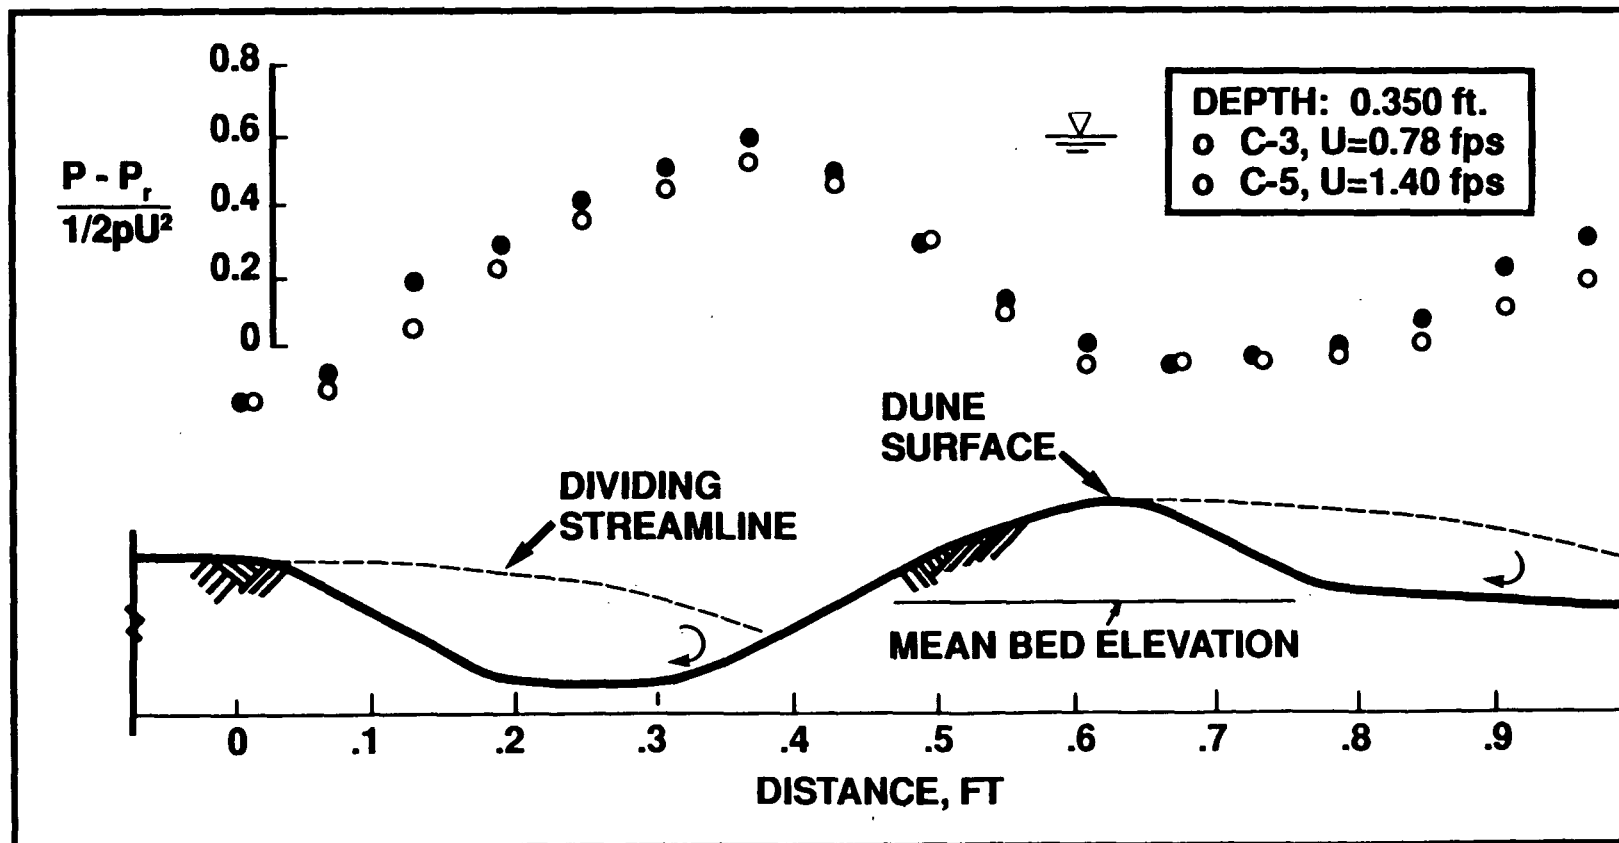 0.8
0.6
0.4
0.2
0
P - Pr
1/2pU²
DEPTH: 0.350 ft.
o C-3, U=0.78 fps
o C-5, U=1.40 fps
DUNE
SURFACE
DIVIDING
STREAMLINE
MEAN BED ELEVATION
0 .1 .2 .3 .4 .5 .6 .7 .8 .9
DISTANCE, FT